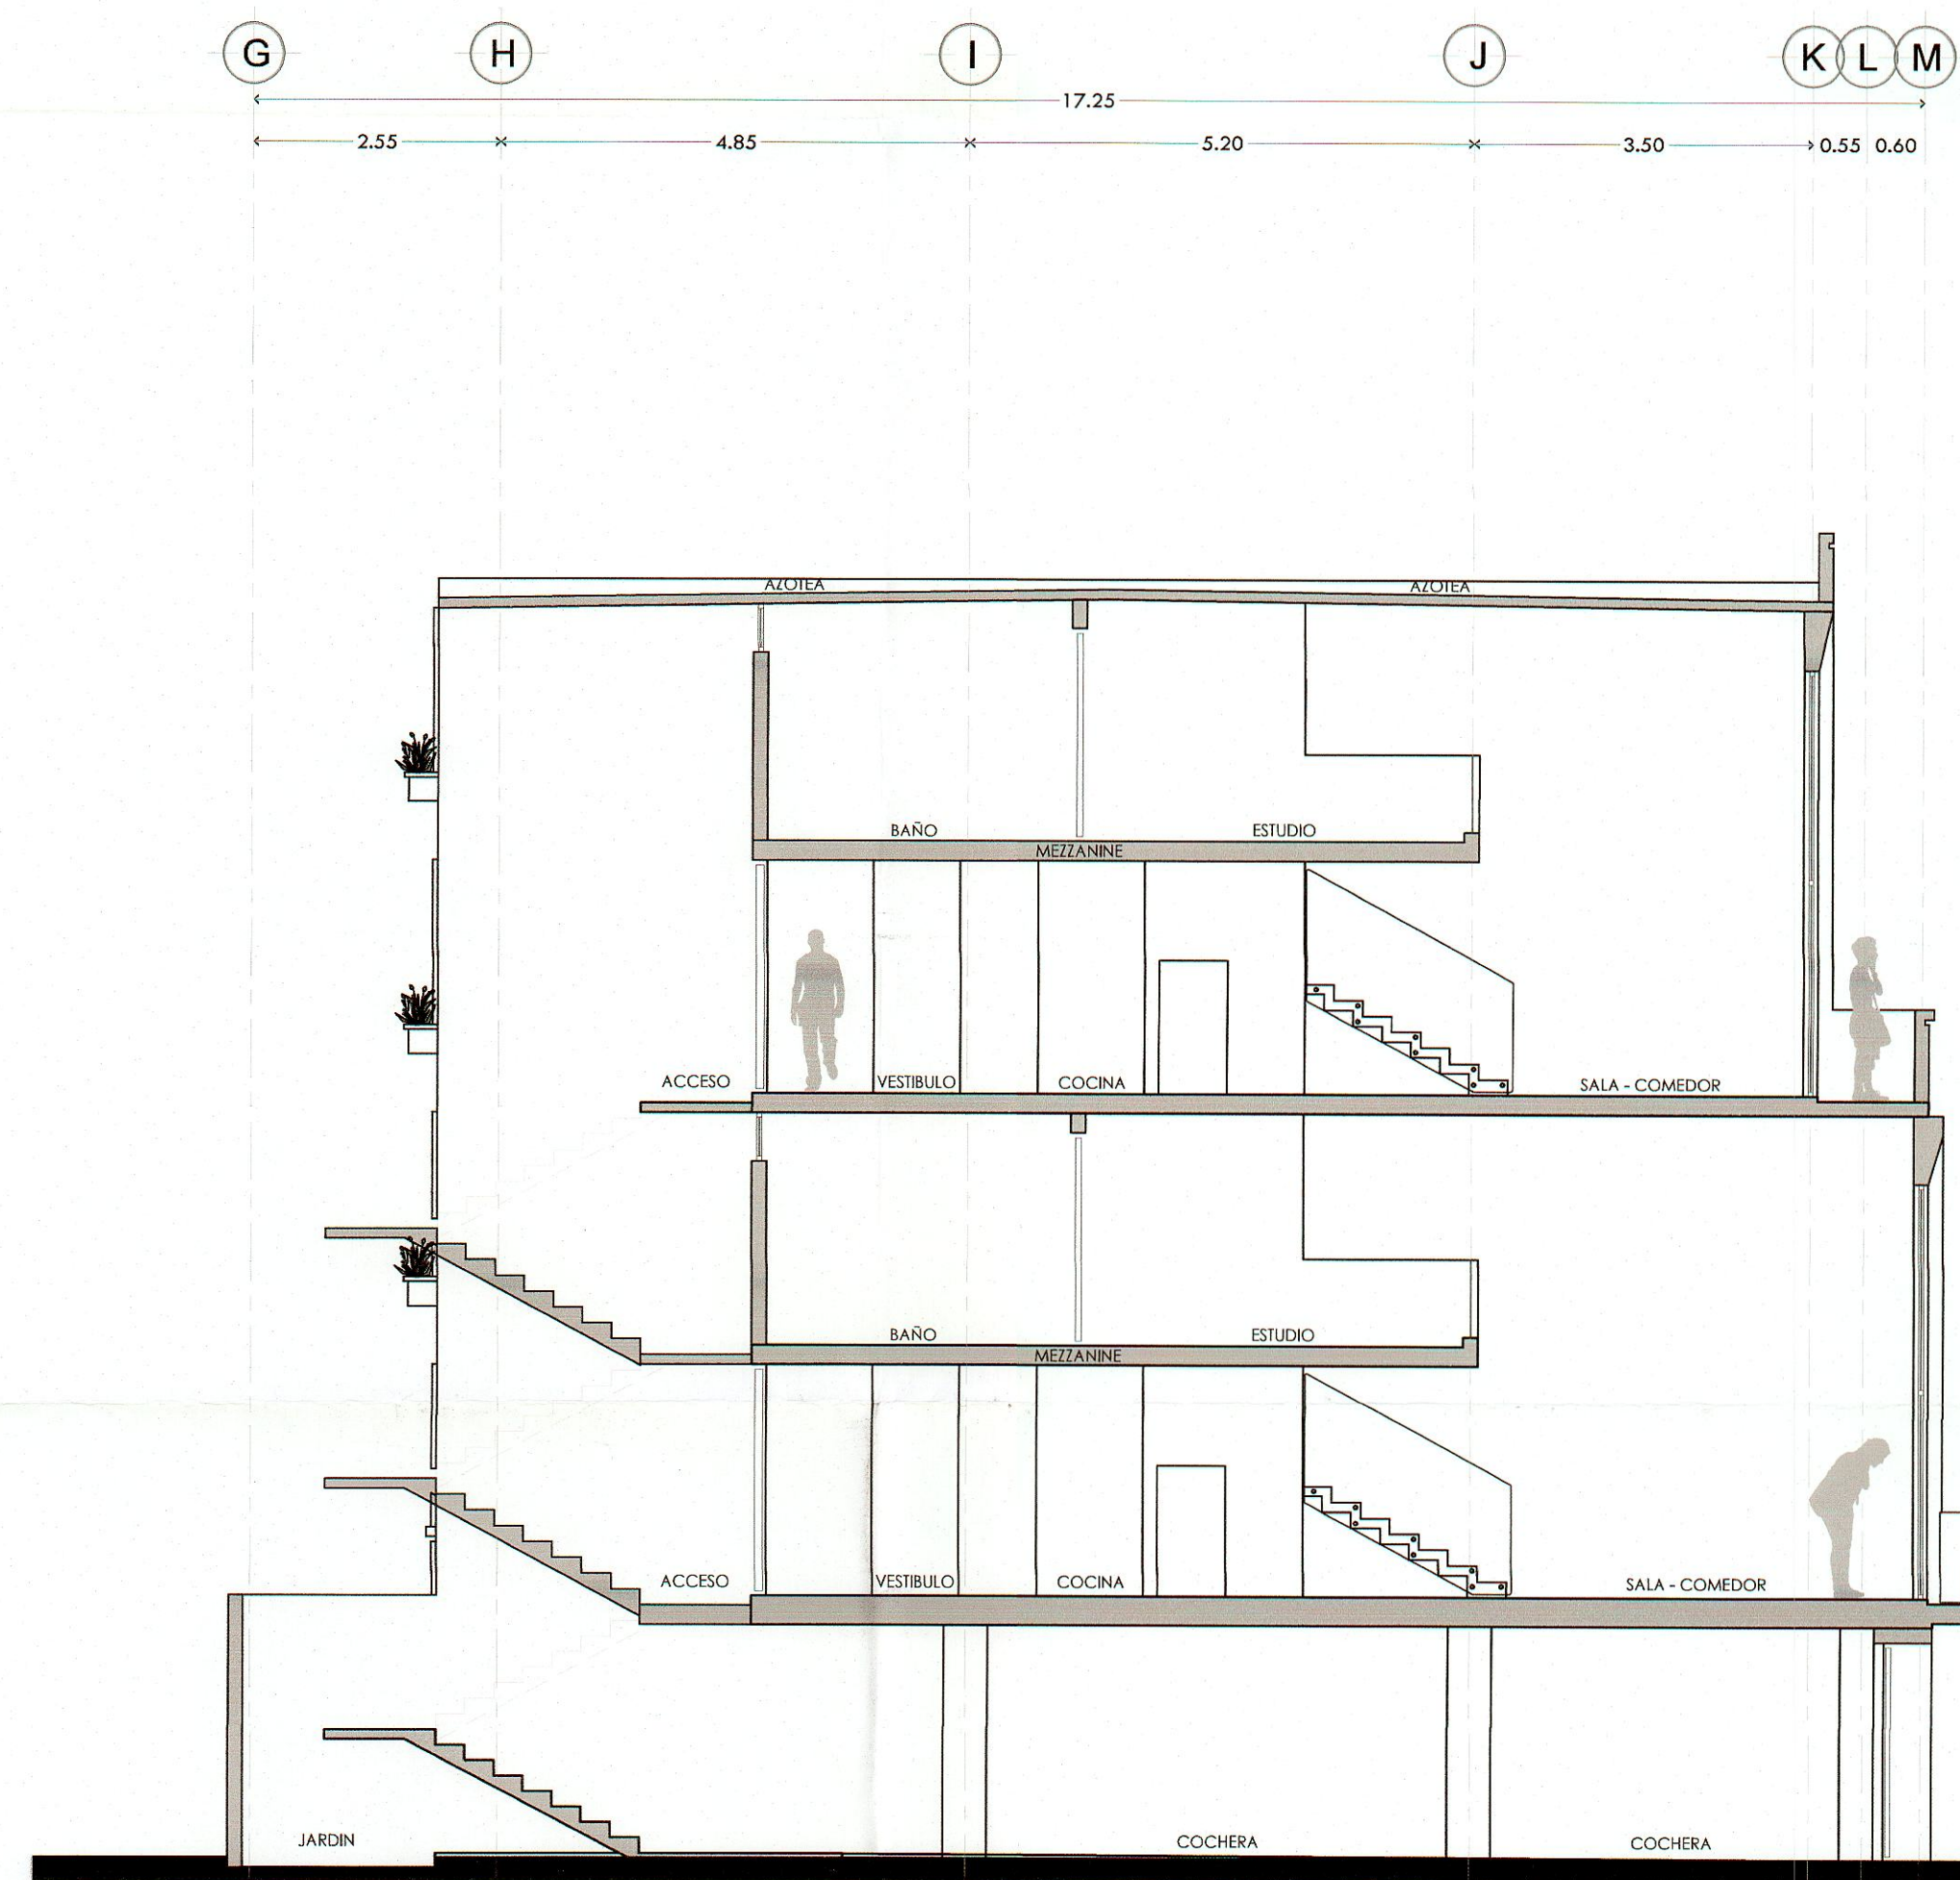 G H I J K L M
17.25
2.55 4.85 5.20 3.50 0.55 0.60
AZOTEA AZOTEA
BAÑO ESTUDIO
MEZZANINE
ACCESO VESTIBULO COCINA SALA - COMEDOR
BAÑO ESTUDIO
MEZZANINE
ACCESO VESTIBULO COCINA SALA - COMEDOR
JARDIN COCHERA COCHERA